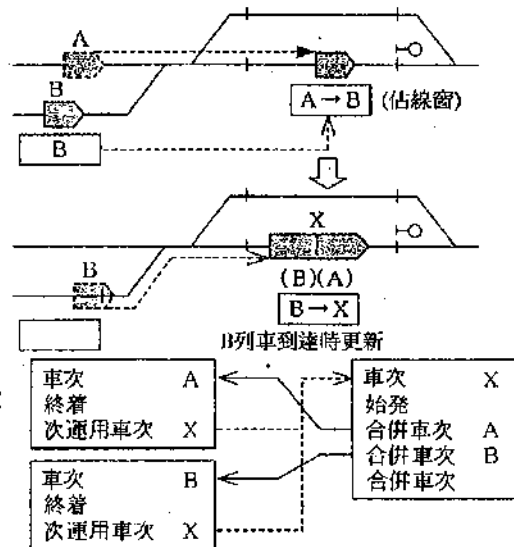 A
B
A→B (佔線窗)
B
X
B
(B)(A)
B→X
B列車到達時更新
車次 A
終着
次運用車次 X
車次 B
終着
次運用車次 X
車次 X
始発
合併車次 A
合併車次 B
合併車次